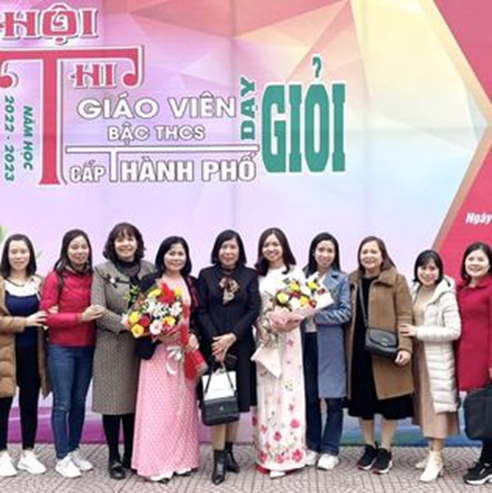 HỘI
THI
GIÁO VIÊN
BẬC THCS
DẠY
GIỎI
CẤP THÀNH PHỐ
NĂM HỌC
2022 - 2023
Ngày